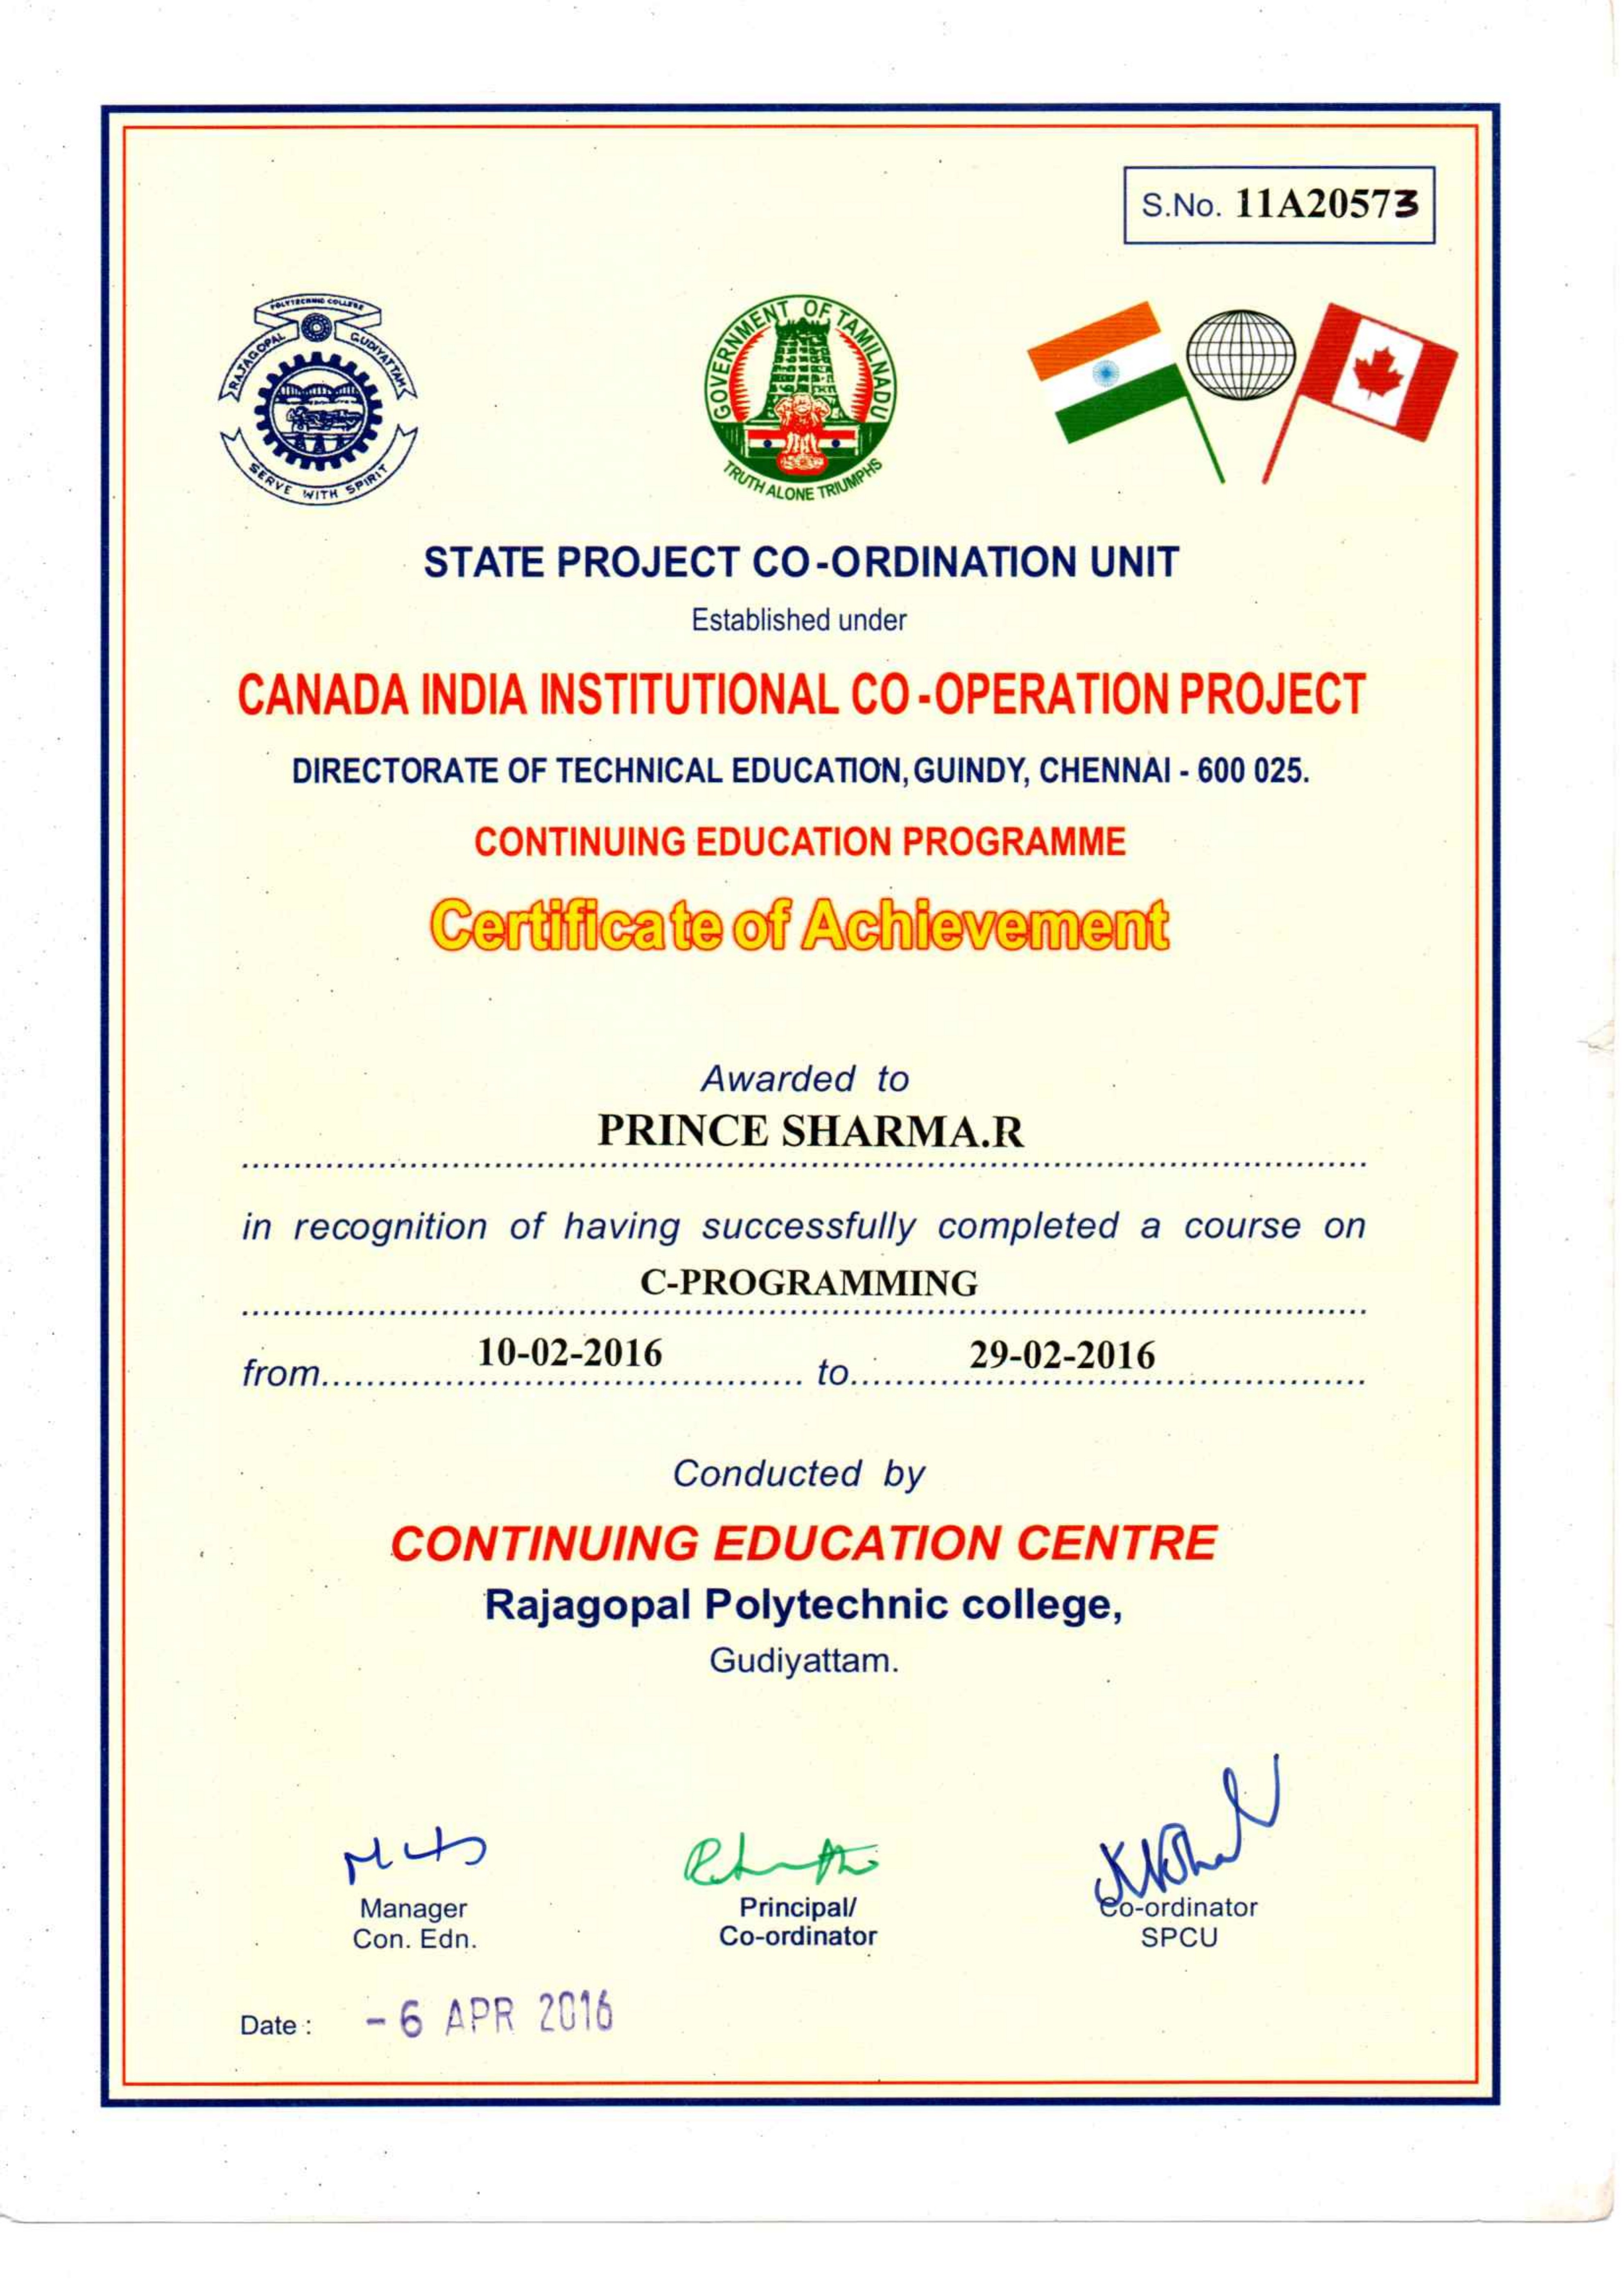 S.No. 11A20573
POLYTECHNIC COLLEGE
RAJAGOPAL
GUDIYATTAM
SERVE WITH SPIRIT
GOVERNMENT OF TAMILNADU
TRUTH ALONE TRIUMPHS
STATE PROJECT CO-ORDINATION UNIT
Established under
CANADA INDIA INSTITUTIONAL CO-OPERATION PROJECT
DIRECTORATE OF TECHNICAL EDUCATION, GUINDY, CHENNAI - 600 025.
CONTINUING EDUCATION PROGRAMME
Certificate of Achievement
Awarded to
PRINCE SHARMA.R
in recognition of having successfully completed a course on
C-PROGRAMMING
from 10-02-2016 to 29-02-2016
Conducted by
CONTINUING EDUCATION CENTRE
Rajagopal Polytechnic college,
Gudiyattam.
Manager Principal/ Co-ordinator
Con. Edn. Co-ordinator SPCU
Date : - 6 APR 2016